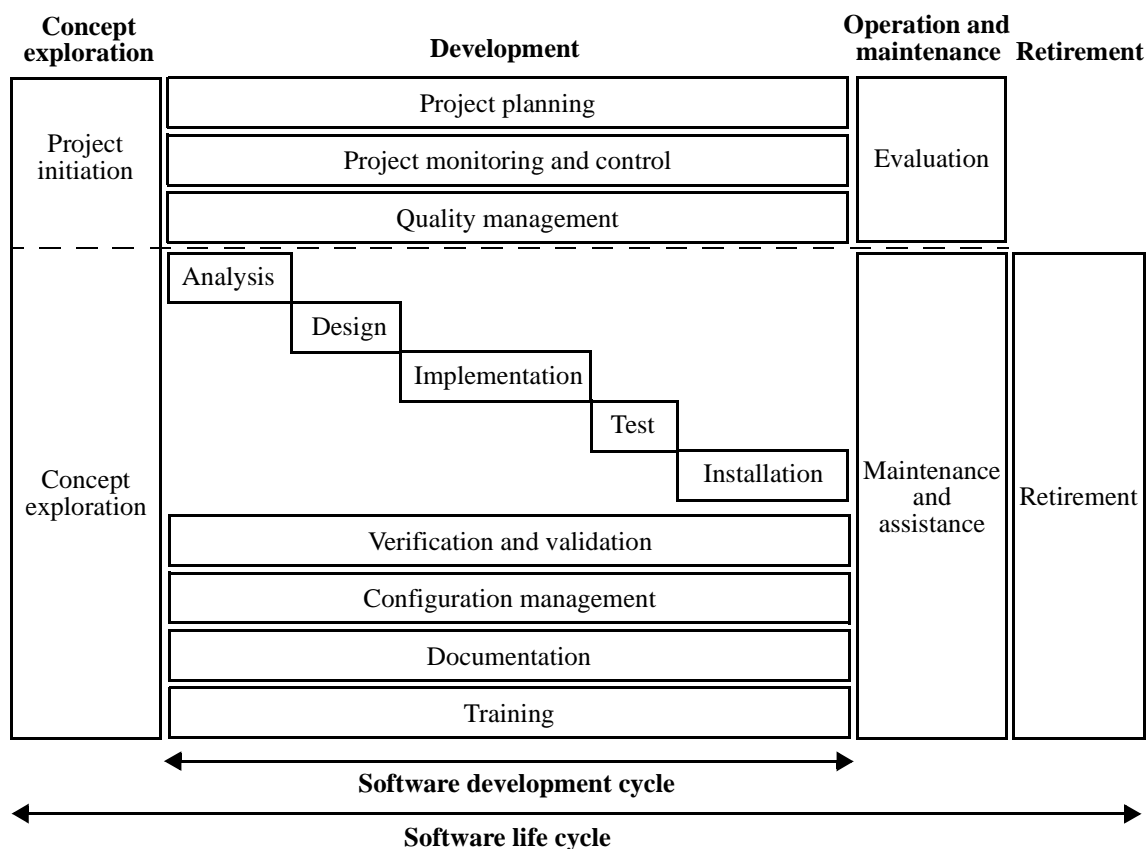 Concept
exploration
Development
Operation and
maintenance
Retirement
Project
initiation
Project planning
Project monitoring and control
Quality management
Evaluation
Analysis
Design
Implementation
Test
Installation
Concept
exploration
Maintenance
and
assistance
Retirement
Verification and validation
Configuration management
Documentation
Training
Software development cycle
Software life cycle